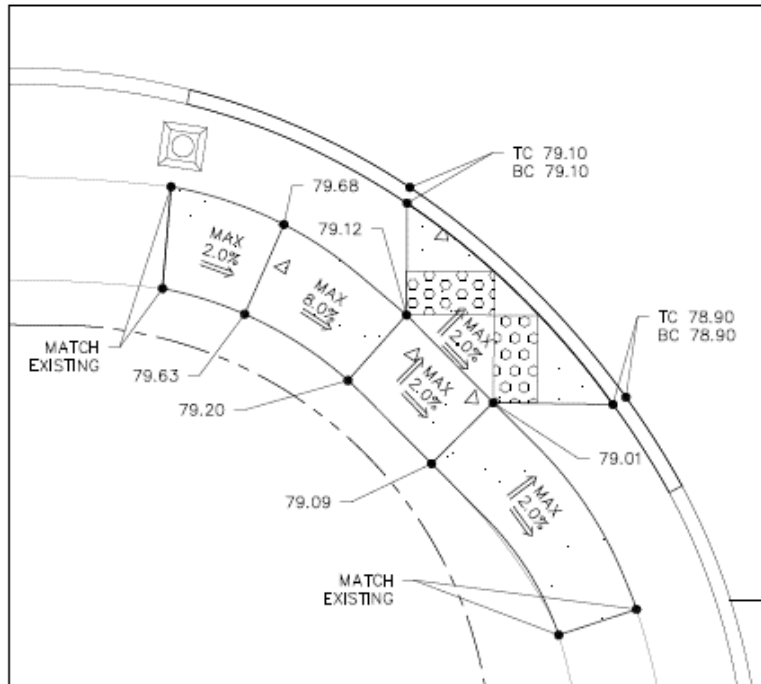 TC 79.10
BC 79.10
79.68
79.12
MAX
2.0%
MAX
8.0%
MATCH
EXISTING
79.63
MAX
2.0%
TC 78.90
BC 78.90
MAX
2.0%
79.20
79.01
79.09
MAX
2.0%
MATCH
EXISTING